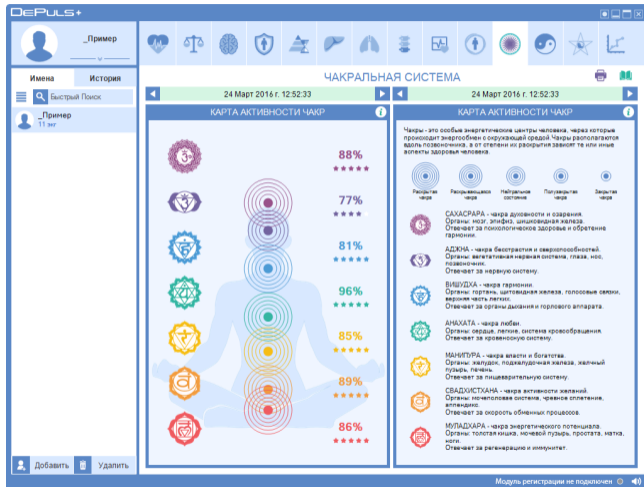 DePuls+
_Пример
Имена
История
Быстрый Поиск
_Пример
11 экг
ЧАКРАЛЬНАЯ СИСТЕМА
24 Март 2016 г. 12:52:33
КАРТА АКТИВНОСТИ ЧАКР
88%
77%
81%
96%
85%
89%
86%
24 Март 2016 г. 12:52:33
КАРТА АКТИВНОСТИ ЧАКР
Чакры - это особые энергетические центры человека, через которые
происходит энергообмен с окружающей средой. Чакры располагаются
вдоль позвоночника, а от степени их раскрытия зависят те или иные
аспекты здоровья человека.
Раскрытая чакра
Раскрывающаяся чакра
Нейтральное состояние
Полузакрытая чакра
Закрытая чакра
САХАСРАРА - чакра духовности и озарения.
Органы: мозг, эпифиз, шишковидная железа.
Отвечает за психологическое здоровье и обретение
гармонии.
АДЖНА - чакра бесстрастия и сверхспособностей.
Органы: вегетативная нервная система, глаза, нос,
позвоночник.
Отвечает за нервную систему.
ВИШУДХА - чакра гармонии.
Органы: гортань, щитовидная железа, голосовые связки,
верхняя часть легких.
Отвечает за органы дыхания и горлового аппарата.
АНАХАТА - чакра любви.
Органы: сердце, легкие, система кровообращения.
Отвечает за кровеносную систему.
МАНИПУРА - чакра власти и богатства.
Органы: желудок, поджелудочная железа, желчный
пузырь, печень.
Отвечает за пищеварительную систему.
СВАДХИСТХАНА - чакра активности желаний.
Органы: мочеполовая система, чревное сплетение,
аппендикс.
Отвечает за скорость обменных процессов.
МУЛАДХАРА - чакра энергетического потенциала.
Органы: толстая кишка, мочевой пузырь, простата, матка,
ноги.
Отвечает за регенерацию и иммунитет.
Добавить
Удалить
Модуль регистрации не подключен